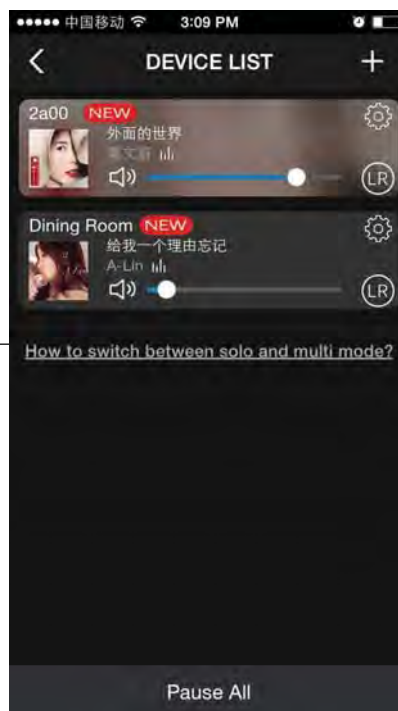 中国移动 3:09 PM
DEVICE LIST
2a00 NEW
外面的世界
LR
Dining Room NEW
给我一个理由忘记
A-Lin
LR
How to switch between solo and multi mode?
Pause All